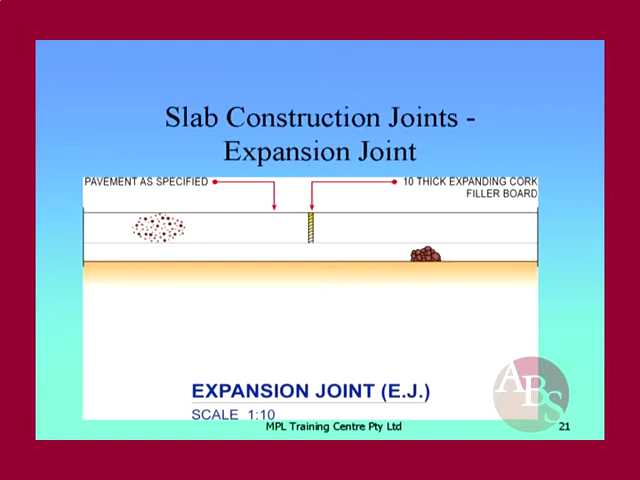 Slab Construction Joints -
Expansion Joint
PAVEMENT AS SPECIFIED
10 THICK EXPANDING CORK
FILLER BOARD
EXPANSION JOINT (E.J.)
SCALE 1:10
ABS
MPL Training Centre Pty Ltd
21